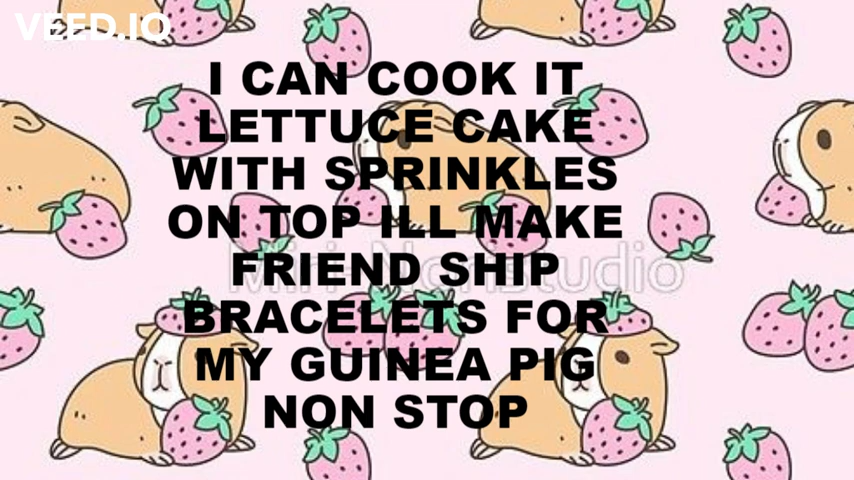 VEED.IO
I CAN COOK IT
LETTUCE CAKE
WITH SPRINKLES
ON TOP ILL MAKE
FRIEND SHIP
BRACELETS FOR
MY GUINEA PIG
NON STOP